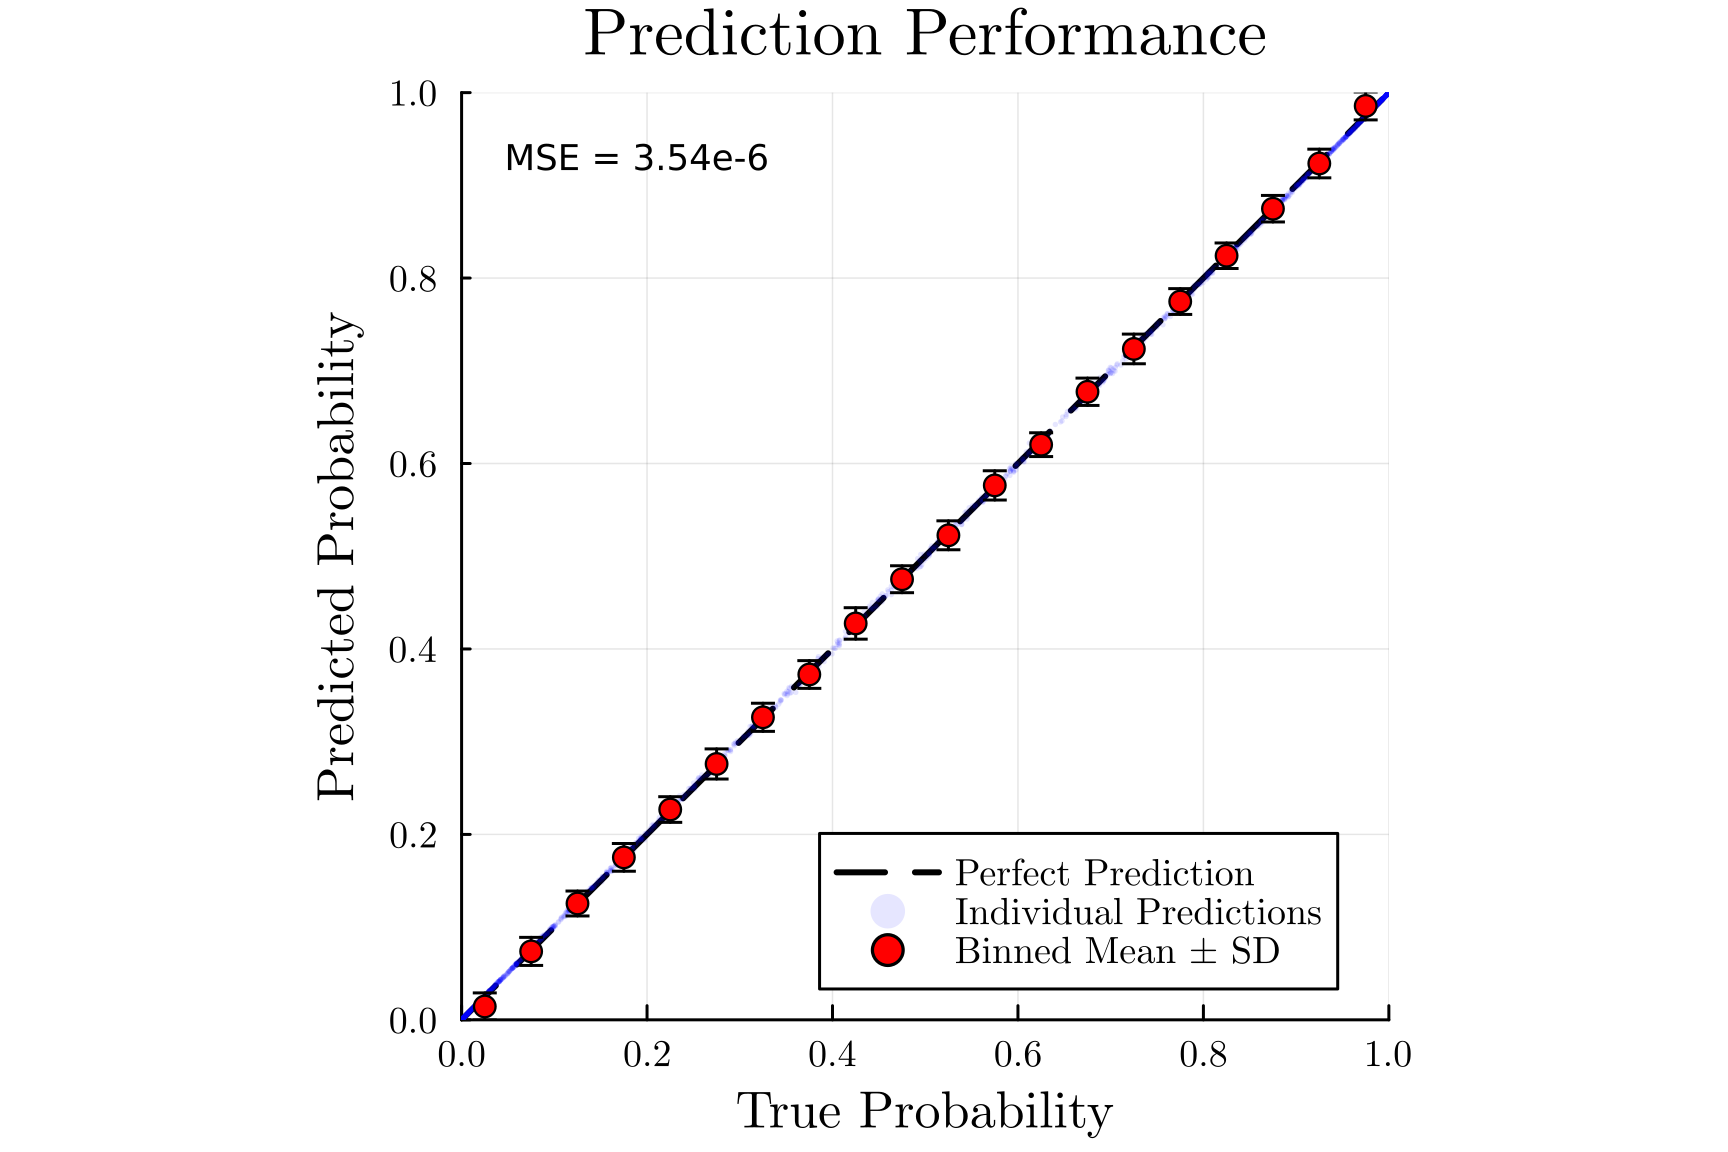 Prediction Performance
MSE = 3.54e-6
Predicted Probability
1.0
0.8
0.6
0.4
0.2
0.0
Perfect Prediction
Individual Predictions
Binned Mean ± SD
0.0 0.2 0.4 0.6 0.8 1.0
True Probability